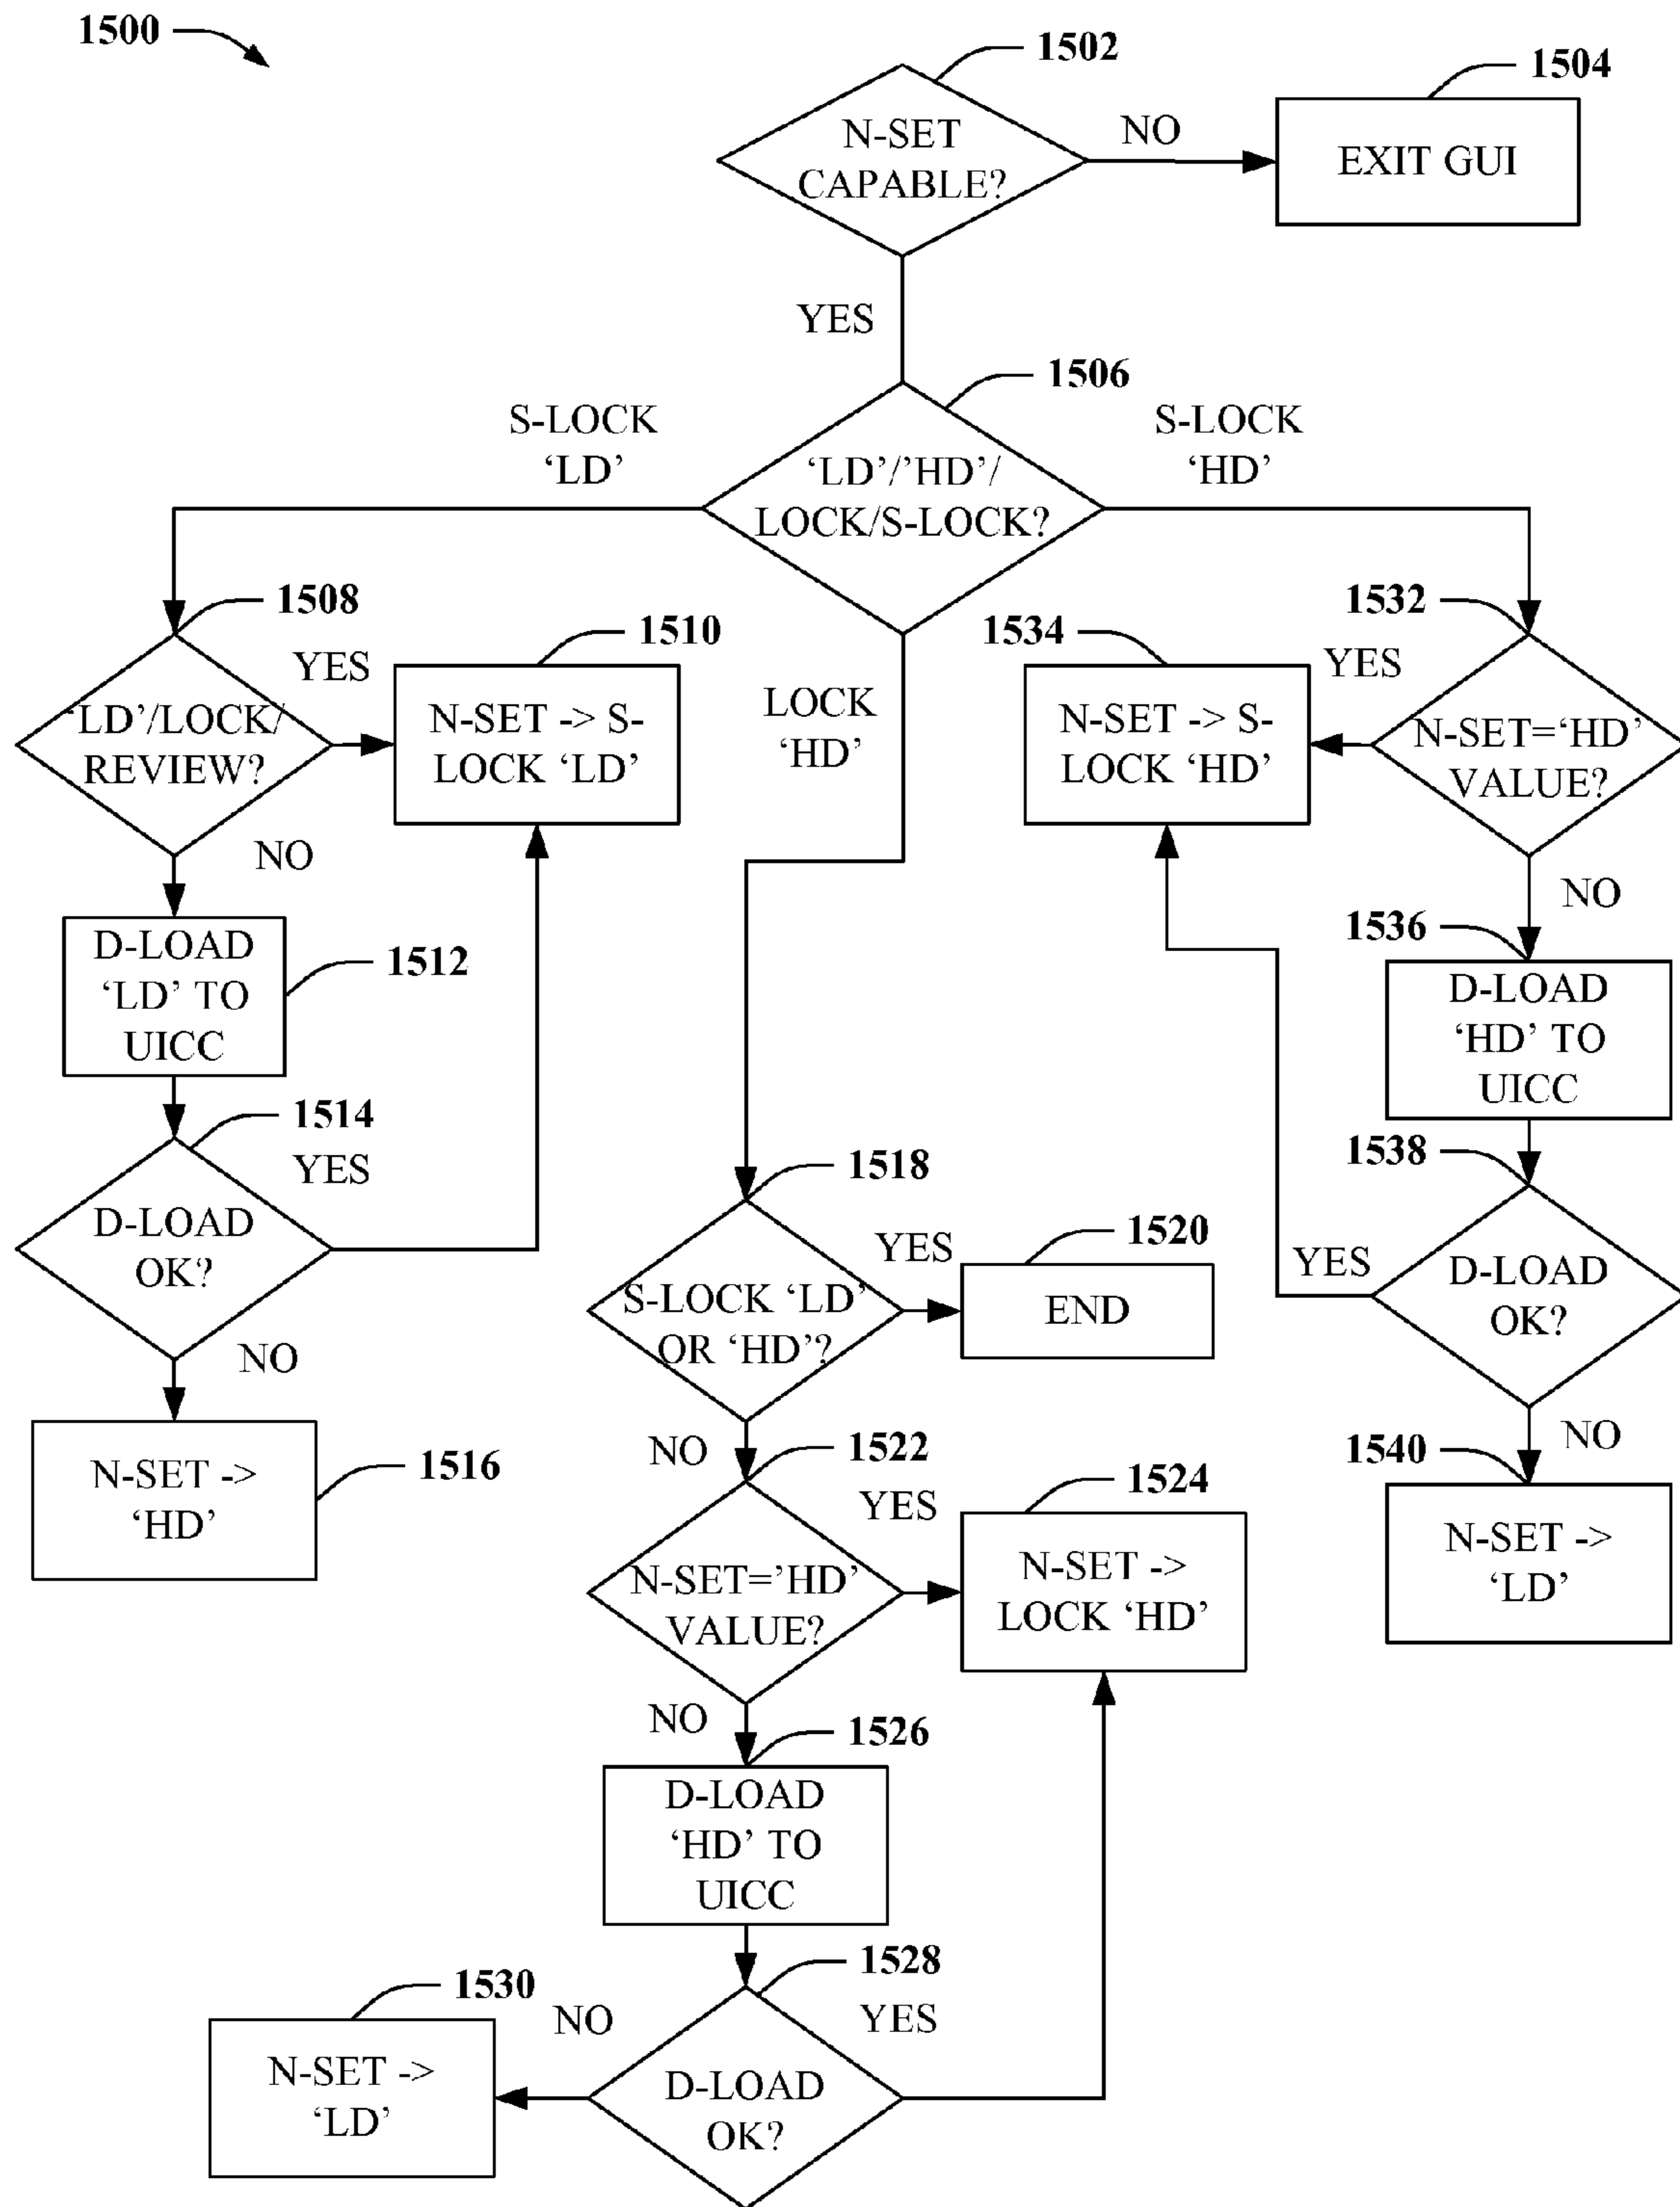 1500
1502
1504
N-SET
CAPABLE?
NO
EXIT GUI
YES
1506
S-LOCK
‘LD’
‘LD’/’HD’/
LOCK/S-LOCK?
S-LOCK
‘HD’
LOCK
‘HD’
1508
YES
‘LD’/LOCK/
REVIEW?
NO
1510
N-SET -> S-
LOCK ‘LD’
D-LOAD
‘LD’ TO
UICC
1512
1514
YES
D-LOAD
OK?
NO
N-SET ->
‘HD’
1516
1518
YES
S-LOCK ‘LD’
OR ‘HD’?
NO
1520
END
1522
YES
N-SET=’HD’
VALUE?
NO
1524
N-SET ->
LOCK ‘HD’
1526
D-LOAD
‘HD’ TO
UICC
1528
NO
YES
D-LOAD
OK?
1530
N-SET ->
‘LD’
1532
YES
N-SET=‘HD’
VALUE?
NO
1534
N-SET -> S-
LOCK ‘HD’
1536
D-LOAD
‘HD’ TO
UICC
1538
YES
D-LOAD
OK?
NO
1540
N-SET ->
‘LD’